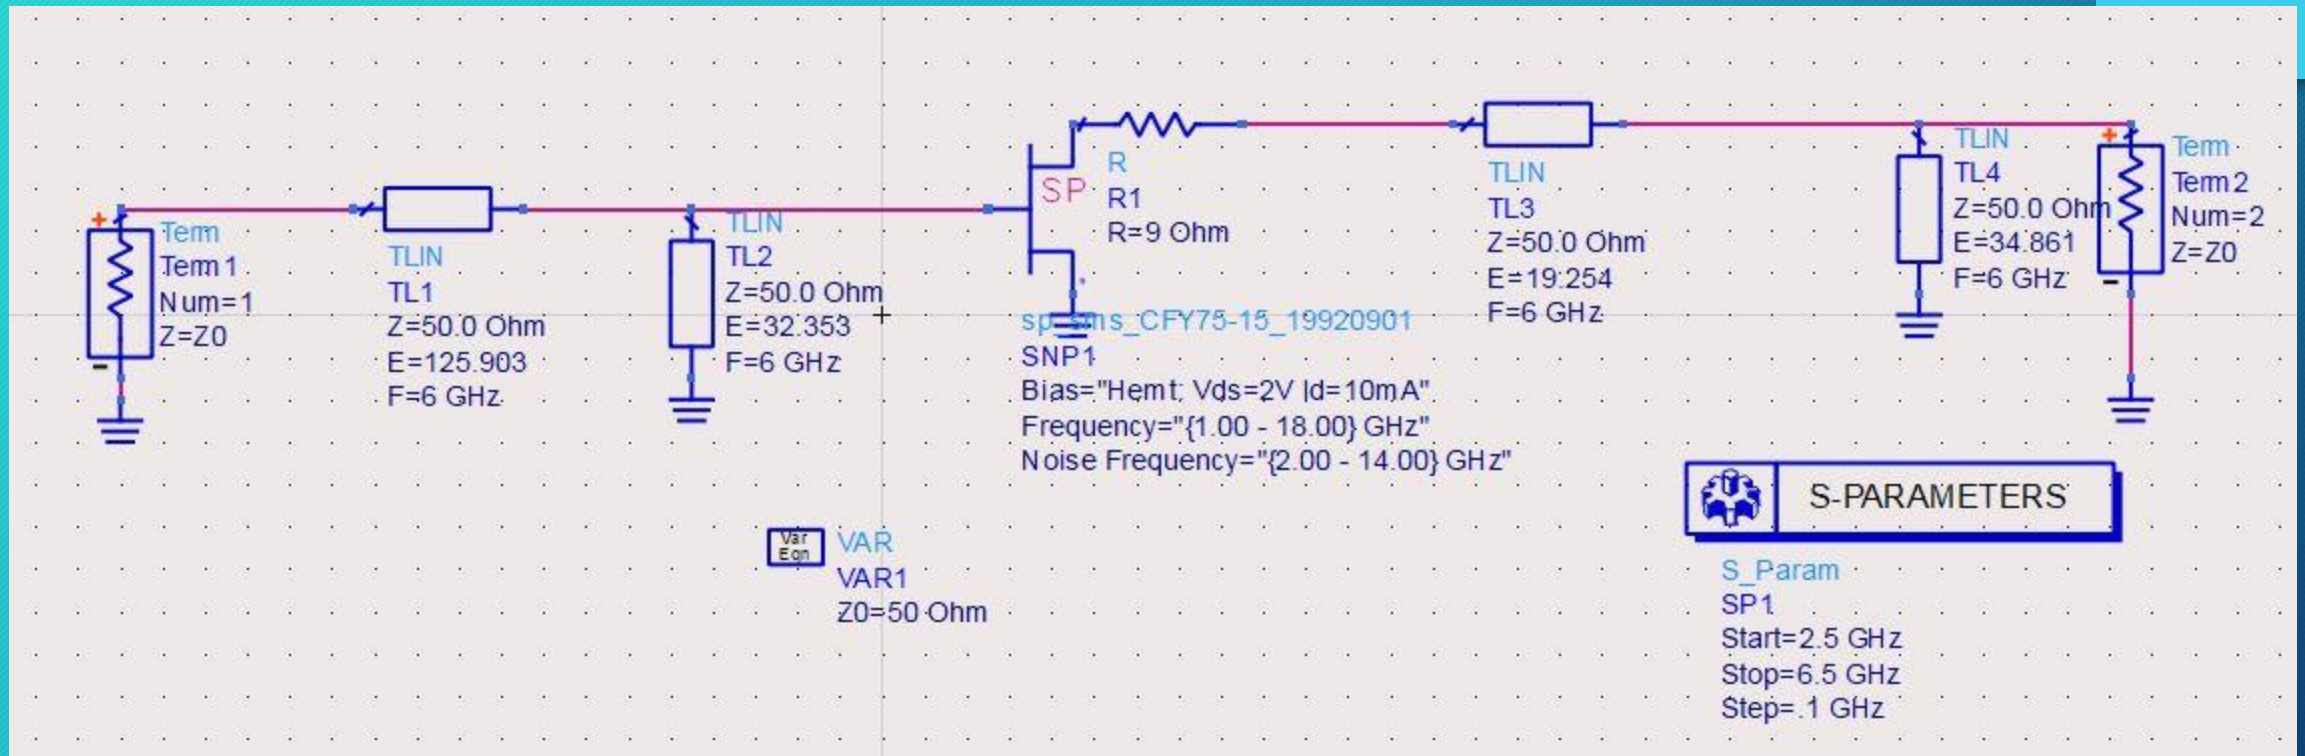 Term
Term1
Num=1
Z=Z0
TLIN
TL1
Z=50.0 Ohm
E=125.903
F=6 GHz
TLIN
TL2
Z=50.0 Ohm
E=32.353
F=6 GHz
SP
R
R1
R=9 Ohm
sp_sms_CFY75-15_19920901
SNP1
Bias="Hemt: Vds=2V Id=10mA"
Frequency="{1.00 - 18.00} GHz"
Noise Frequency="{2.00 - 14.00} GHz"
TLIN
TL3
Z=50.0 Ohm
E=19.254
F=6 GHz
TLIN
TL4
Z=50.0 Ohm
E=34.861
F=6 GHz
Term
Term2
Num=2
Z=Z0
Var
Eqn
VAR
VAR1
Z0=50 Ohm
S-PARAMETERS
S_Param
SP1
Start=2.5 GHz
Stop=6.5 GHz
Step=.1 GHz